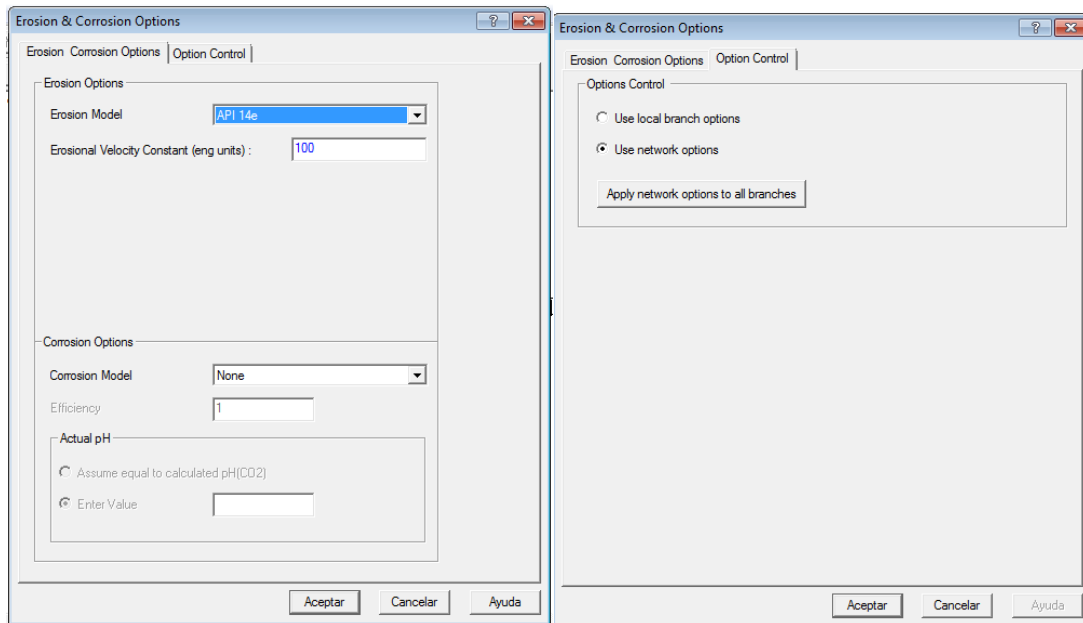 Erosion & Corrosion Options
Erosion Corrosion Options
Option Control
Erosion Options
Erosion Model
API 14e
Erosional Velocity Constant (eng units) :
100
Corrosion Options
Corrosion Model
None
Efficiency
1
Actual pH
Assume equal to calculated pH(CO2)
Enter Value
Aceptar
Cancelar
Ayuda
Erosion & Corrosion Options
Erosion Corrosion Options
Option Control
Options Control
Use local branch options
Use network options
Apply network options to all branches
Aceptar
Cancelar
Ayuda